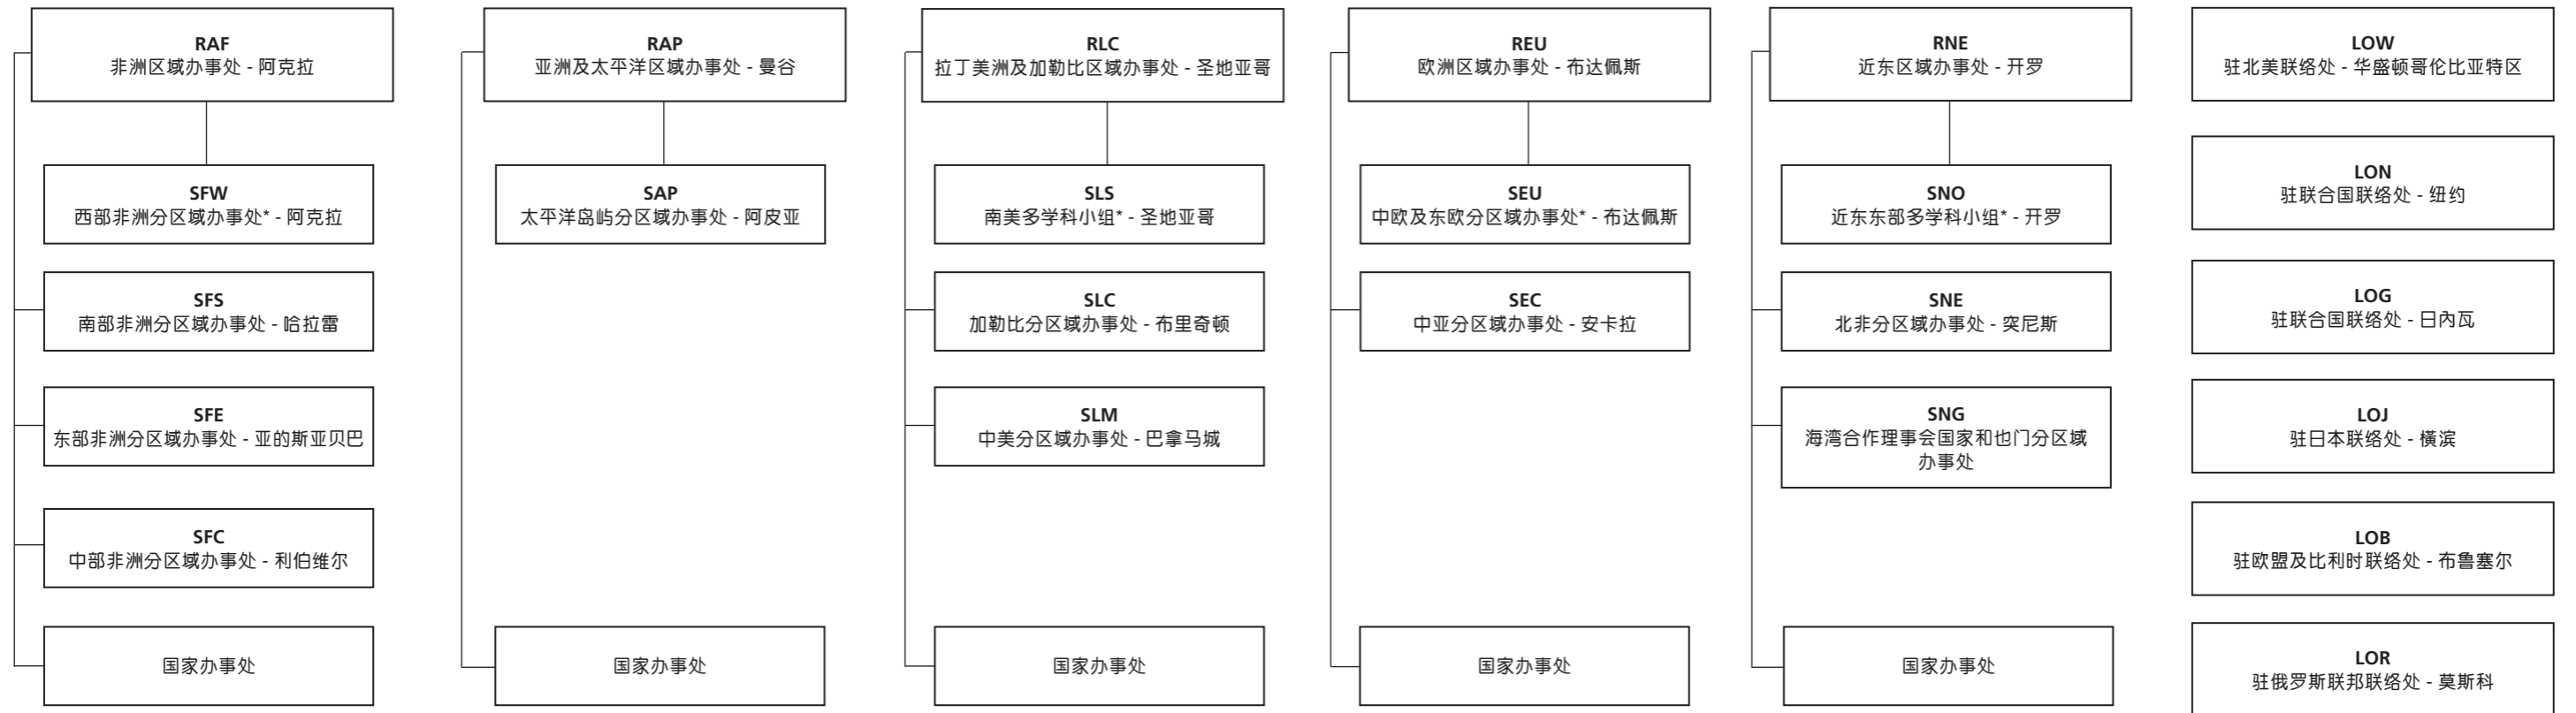 RAF
非洲区域办事处 - 阿克拉
SFW
西部非洲分区域办事处* - 阿克拉
SFS
南部非洲分区域办事处 - 哈拉雷
SFE
东部非洲分区域办事处 - 亚的斯亚贝巴
SFC
中部非洲分区域办事处 - 利伯维尔
国家办事处
RAP
亚洲及太平洋区域办事处 - 曼谷
SAP
太平洋岛屿分区域办事处 - 阿皮亚
国家办事处
RLC
拉丁美洲及加勒比区域办事处 - 圣地亚哥
SLS
南美多学科小组* - 圣地亚哥
SLC
加勒比分区域办事处 - 布里奇顿
SLM
中美分区域办事处 - 巴拿马城
国家办事处
REU
欧洲区域办事处 - 布达佩斯
SEU
中欧及东欧分区域办事处* - 布达佩斯
SEC
中亚分区域办事处 - 安卡拉
国家办事处
RNE
近东区域办事处 - 开罗
SNO
近东东部多学科小组* - 开罗
SNE
北非分区域办事处 - 突尼斯
SNG
海湾合作理事会国家和也门分区域
办事处
国家办事处
LOW
驻北美联络处 - 华盛顿哥伦比亚特区
LON
驻联合国联络处 - 纽约
LOG
驻联合国联络处 - 日內瓦
LOJ
驻日本联络处 - 橫滨
LOB
驻欧盟及比利时联络处 - 布鲁塞尔
LOR
驻俄罗斯联邦联络处 - 莫斯科